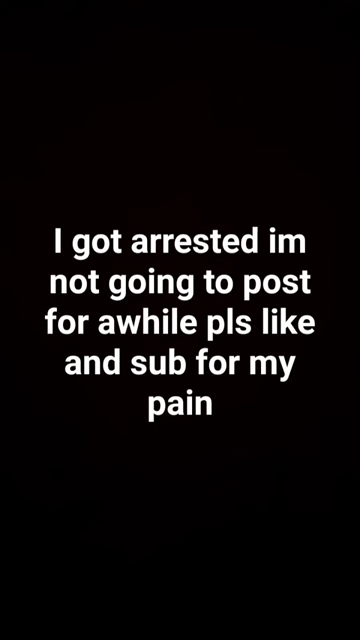 I got arrested im
not going to post
for awhile pls like
and sub for my
pain